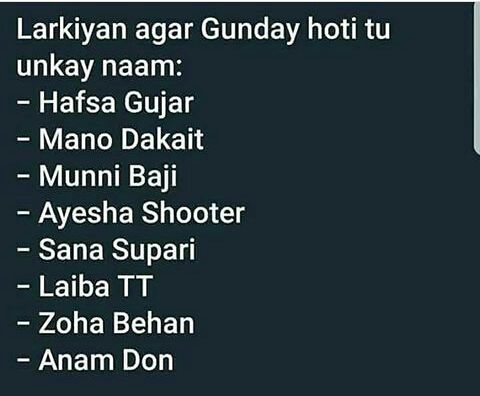 Larkiyan agar Gunday hoti tu
unkay naam:
- Hafsa Gujar
- Mano Dakait
- Munni Baji
- Ayesha Shooter
- Sana Supari
- Laiba TT
- Zoha Behan
- Anam Don